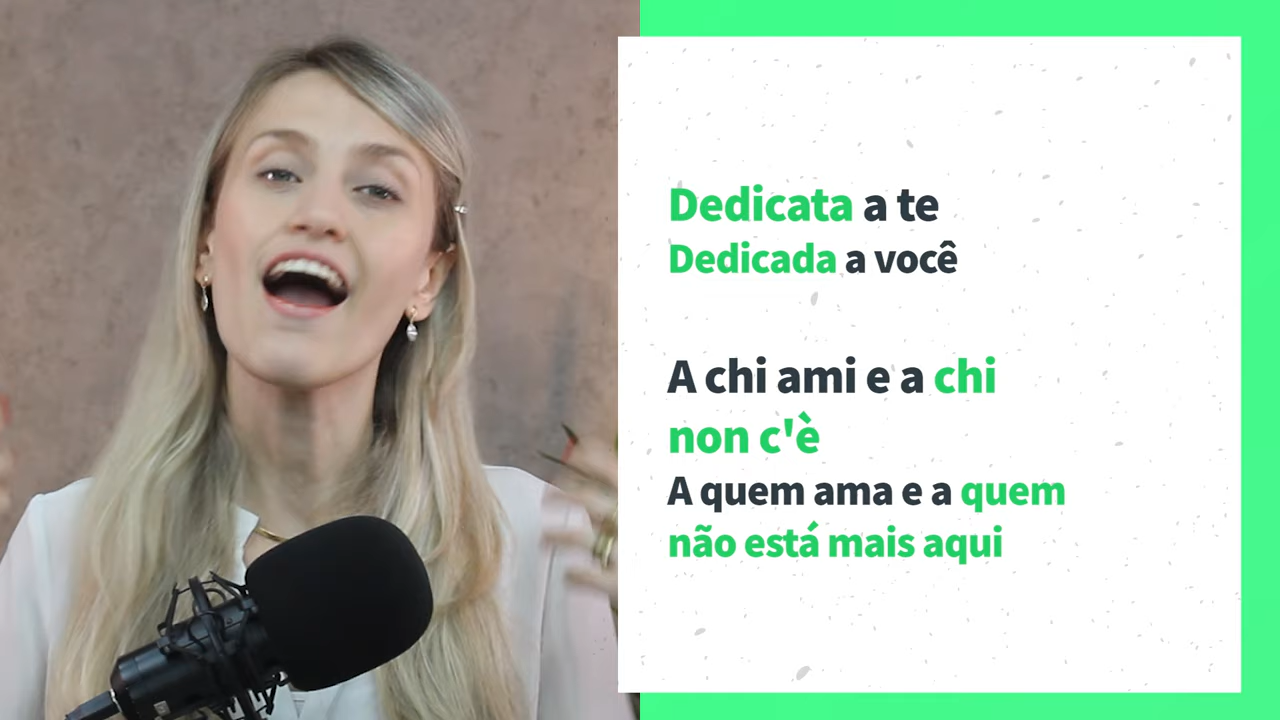 Dedicata a te
Dedicada a você
A chi ami e a chi
non c'è
A quem ama e a quem
não está mais aqui